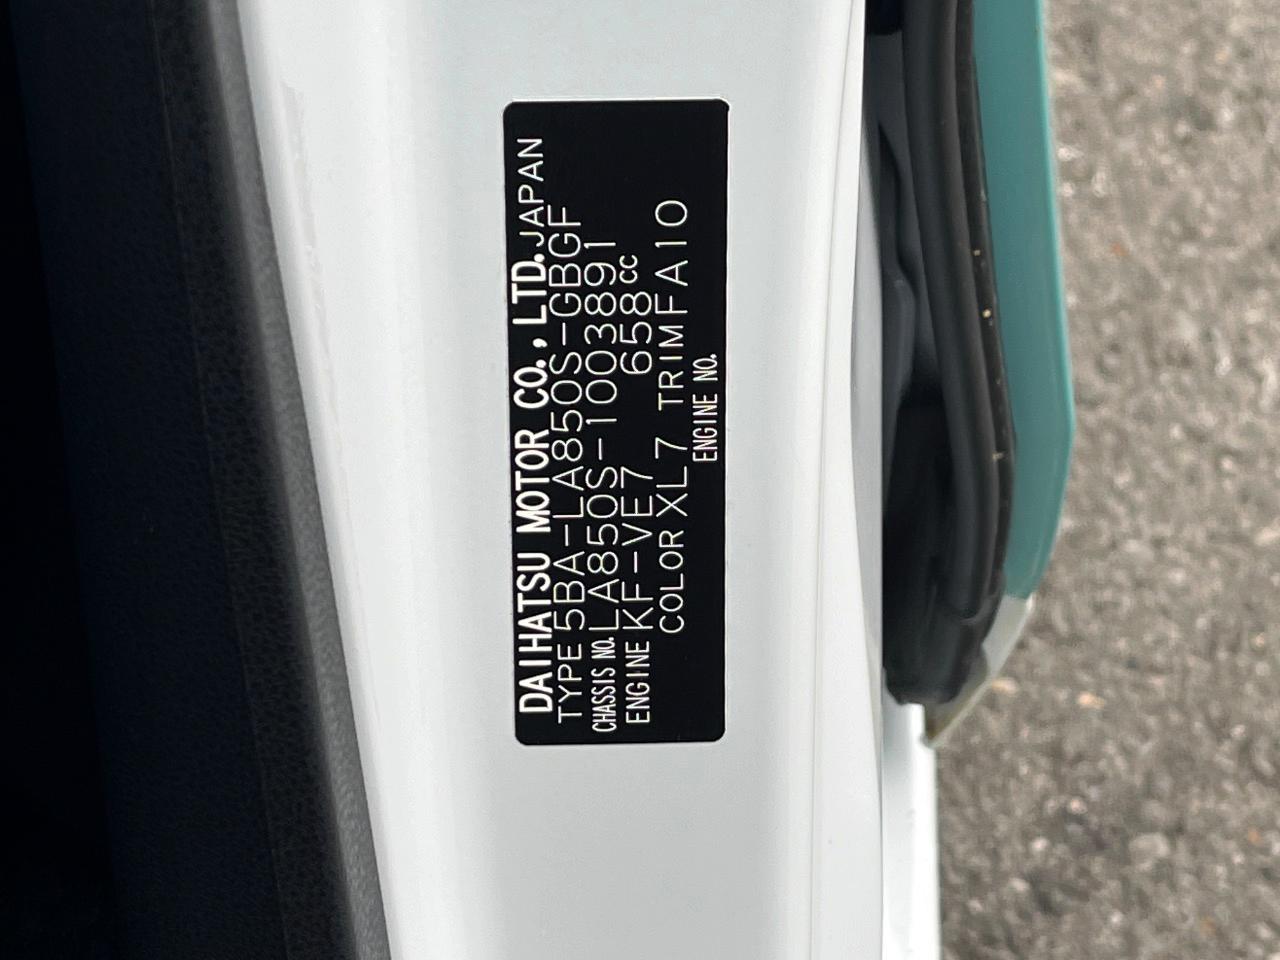 DAIHATSU MOTOR CO., LTD. JAPAN
TYPE 5BA-LA850S-GBGF
CHASSIS NO. LA850S-1003891
ENGINE KF-VE7 658cc
COLOR XL7 TRIM FA10
ENGINE NO.